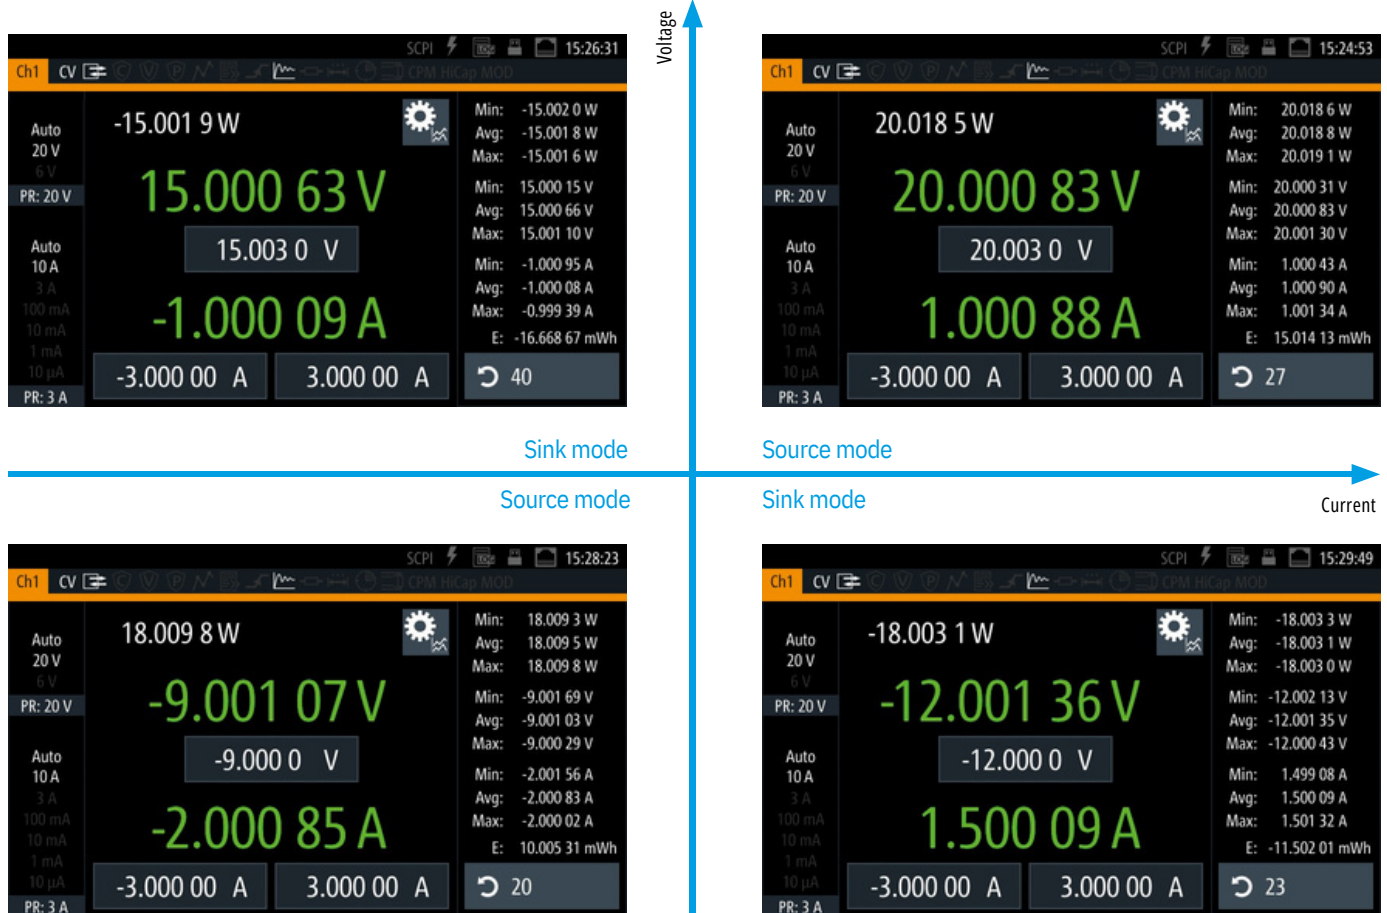 Voltage
SCPI 15:26:31
Ch1 CV CPM HiCap MOD
-15.001 9 W
15.000 63 V
15.003 0 V
-1.000 09 A
-3.000 00 A 3.000 00 A
Auto
20 V
6 V
PR: 20 V
Auto
10 A
3 A
100 mA
10 mA
1 mA
10 µA
PR: 3 A
Min: -15.002 0 W
Avg: -15.001 8 W
Max: -15.001 6 W
Min: 15.000 15 V
Avg: 15.000 66 V
Max: 15.001 10 V
Min: -1.000 95 A
Avg: -1.000 08 A
Max: -0.999 39 A
E: -16.668 67 mWh
40
SCPI 15:24:53
Ch1 CV CPM HiCap MOD
20.018 5 W
20.000 83 V
20.003 0 V
1.000 88 A
-3.000 00 A 3.000 00 A
Auto
20 V
6 V
PR: 20 V
Auto
10 A
3 A
100 mA
10 mA
1 mA
10 µA
PR: 3 A
Min: 20.018 6 W
Avg: 20.018 8 W
Max: 20.019 1 W
Min: 20.000 31 V
Avg: 20.000 83 V
Max: 20.001 30 V
Min: 1.000 43 A
Avg: 1.000 90 A
Max: 1.001 34 A
E: 15.014 13 mWh
27
Sink mode
Source mode
Source mode
Sink mode
Current
SCPI 15:28:23
Ch1 CV CPM HiCap MOD
18.009 8 W
-9.001 07 V
-9.000 0 V
-2.000 85 A
-3.000 00 A 3.000 00 A
Auto
20 V
6 V
PR: 20 V
Auto
10 A
3 A
100 mA
10 mA
1 mA
10 µA
PR: 3 A
Min: 18.009 3 W
Avg: 18.009 5 W
Max: 18.009 8 W
Min: -9.001 69 V
Avg: -9.001 03 V
Max: -9.000 29 V
Min: -2.001 56 A
Avg: -2.000 83 A
Max: -2.000 02 A
E: 10.005 31 mWh
20
SCPI 15:29:49
Ch1 CV CPM HiCap MOD
-18.003 1 W
-12.001 36 V
-12.000 0 V
1.500 09 A
-3.000 00 A 3.000 00 A
Auto
20 V
6 V
PR: 20 V
Auto
10 A
3 A
100 mA
10 mA
1 mA
10 µA
PR: 3 A
Min: -18.003 3 W
Avg: -18.003 1 W
Max: -18.003 0 W
Min: -12.002 13 V
Avg: -12.001 35 V
Max: -12.000 43 V
Min: 1.499 08 A
Avg: 1.500 09 A
Max: 1.501 32 A
E: -11.502 01 mWh
23